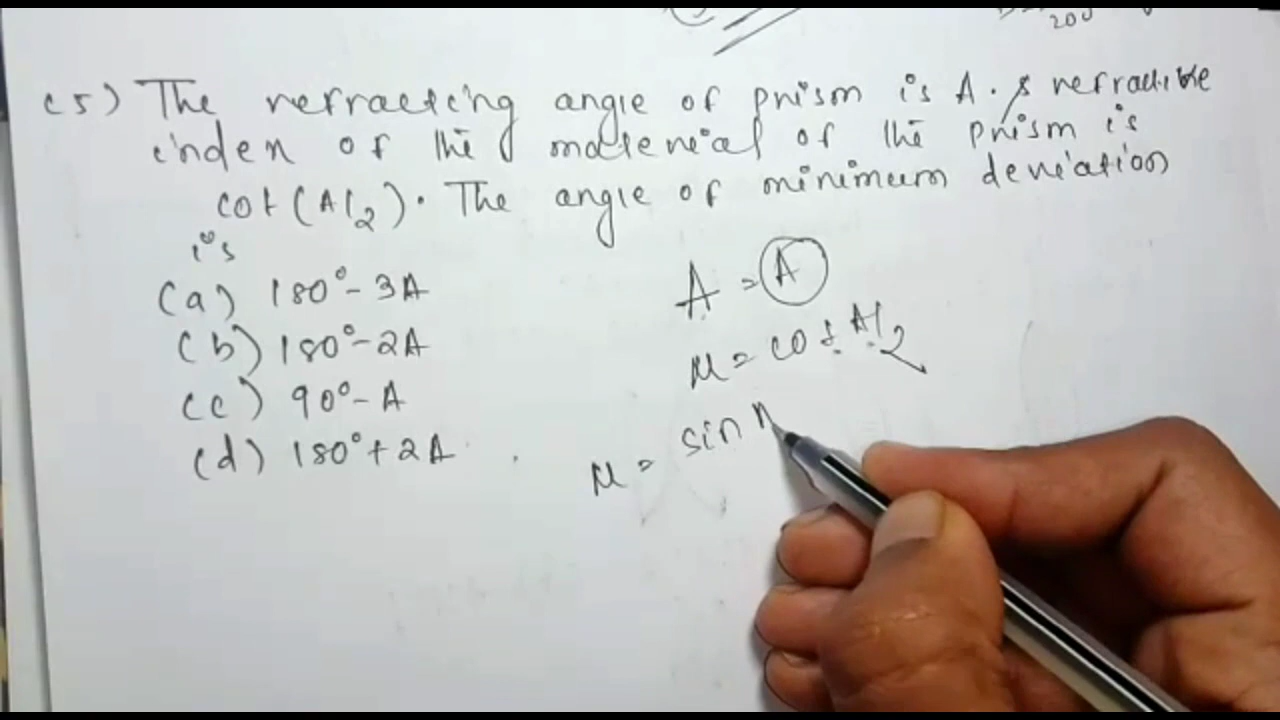 200
(5) The refracting angle of prism is A. & refractive
index of the material of the prism is
cot(A/2). The angle of minimum deviation
is
(a) 180°- 3A
(b) 180°- 2A
(c) 90°- A
(d) 180°+ 2A
A = A
μ = cot A/2
μ = sin